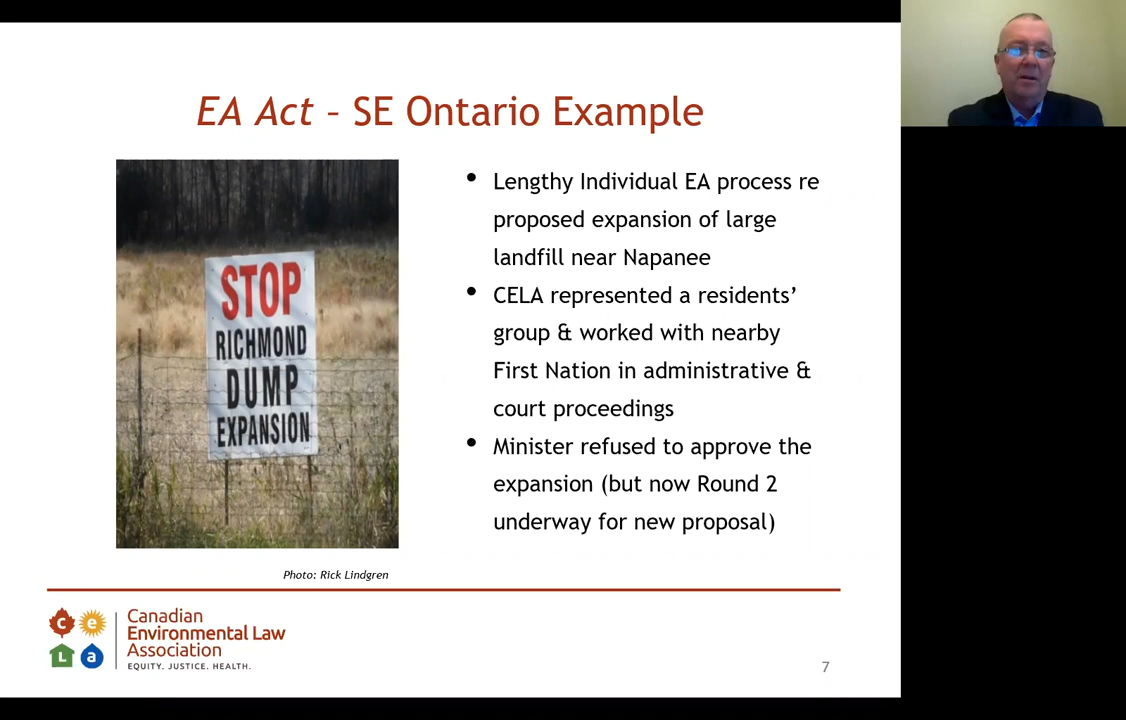 EA Act – SE Ontario Example
STOP
RICHMOND
DUMP
EXPANSION
• Lengthy Individual EA process re
proposed expansion of large
landfill near Napanee
• CELA represented a residents’
group & worked with nearby
First Nation in administrative &
court proceedings
• Minister refused to approve the
expansion (but now Round 2
underway for new proposal)
Photo: Rick Lindgren
c e
L a
Canadian
Environmental Law
Association
EQUITY. JUSTICE. HEALTH.
7